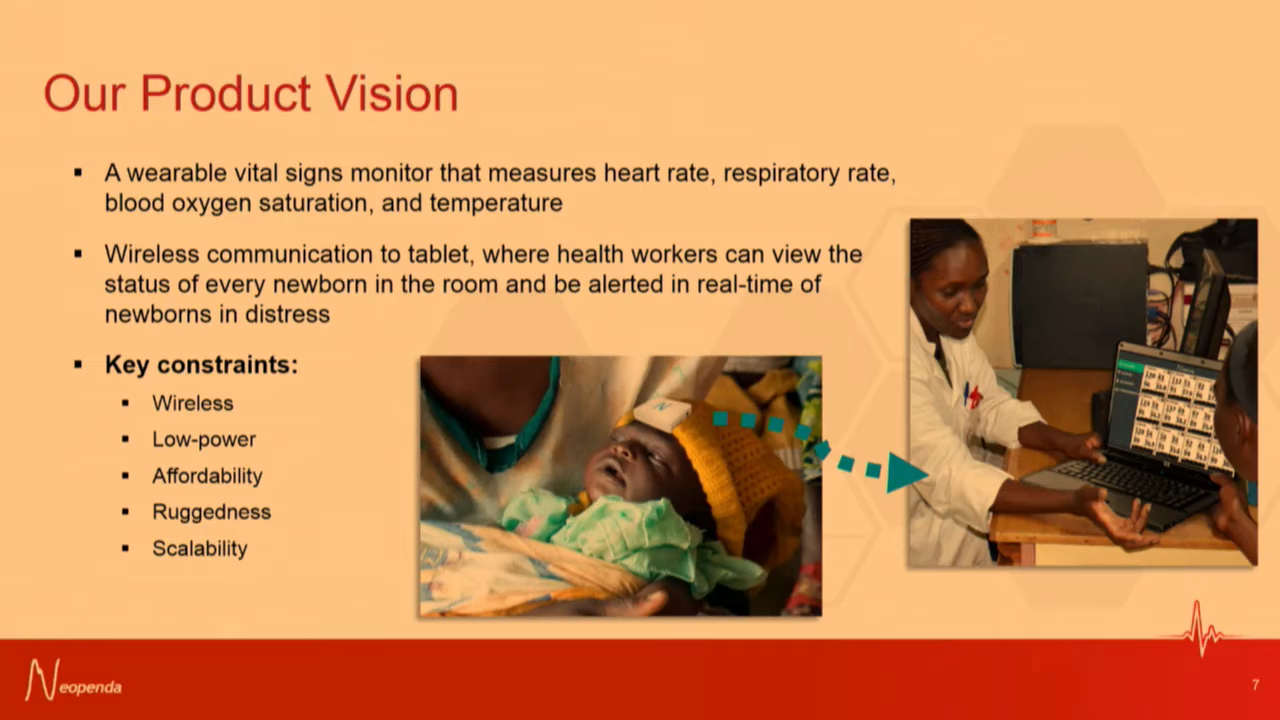 Our Product Vision
▪ A wearable vital signs monitor that measures heart rate, respiratory rate,
blood oxygen saturation, and temperature
▪ Wireless communication to tablet, where health workers can view the
status of every newborn in the room and be alerted in real-time of
newborns in distress
▪ Key constraints:
▪ Wireless
▪ Low-power
▪ Affordability
▪ Ruggedness
▪ Scalability
N
Neopenda
7